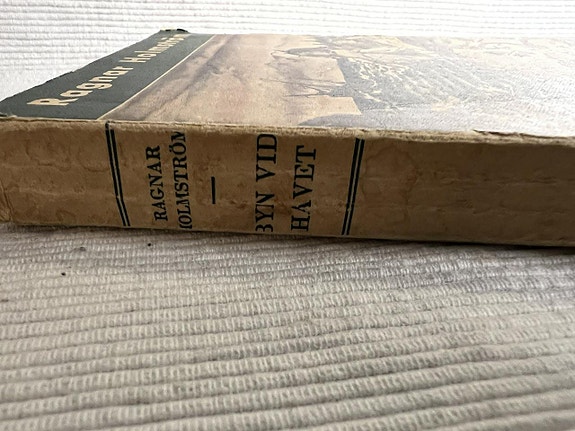 Ragnar Holmström
RAGNAR
HOLMSTRÖM
BYN VID
HAVET